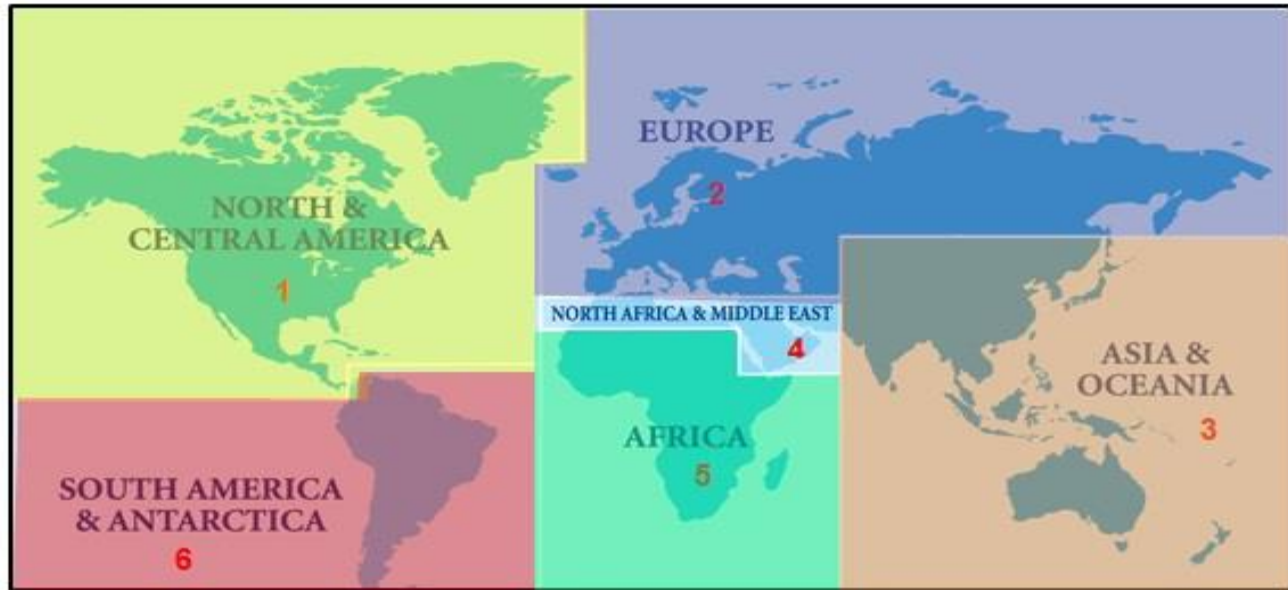 NORTH &
CENTRAL AMERICA
1
EUROPE
2
NORTH AFRICA & MIDDLE EAST
4
ASIA &
OCEANIA
3
AFRICA
5
SOUTH AMERICA
& ANTARCTICA
6